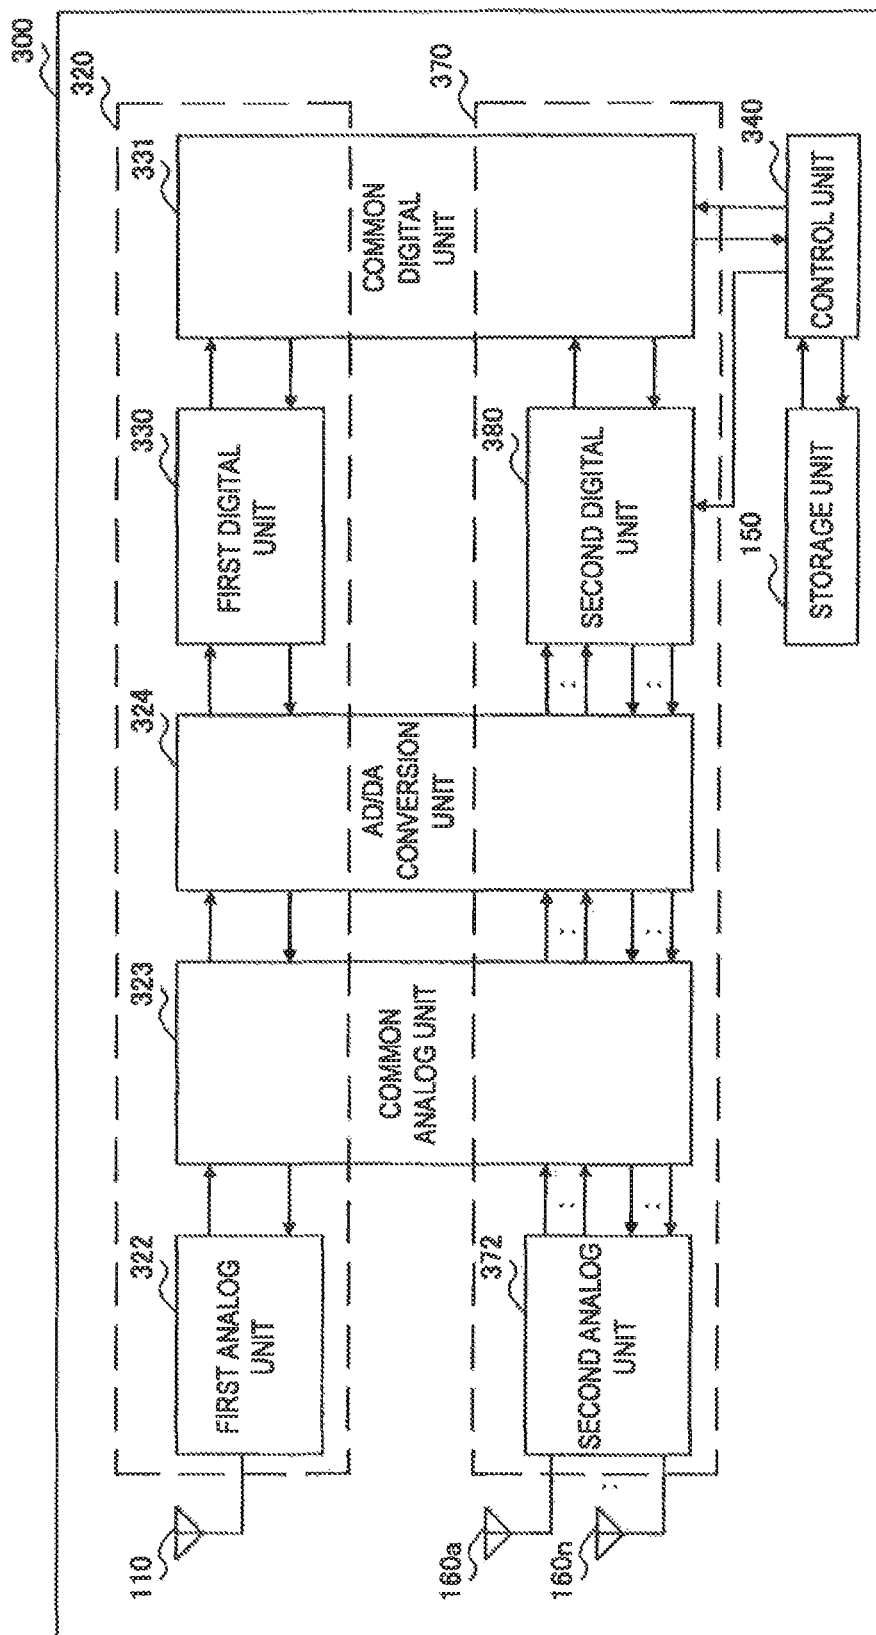 300
320
110
322
FIRST ANALOG
UNIT
323
COMMON
ANALOG UNIT
324
AD/DA
CONVERSION
UNIT
330
FIRST DIGITAL
UNIT
331
COMMON
DIGITAL
UNIT
370
160a
160n
372
SECOND ANALOG
UNIT
380
SECOND DIGITAL
UNIT
150
STORAGE UNIT
340
CONTROL UNIT